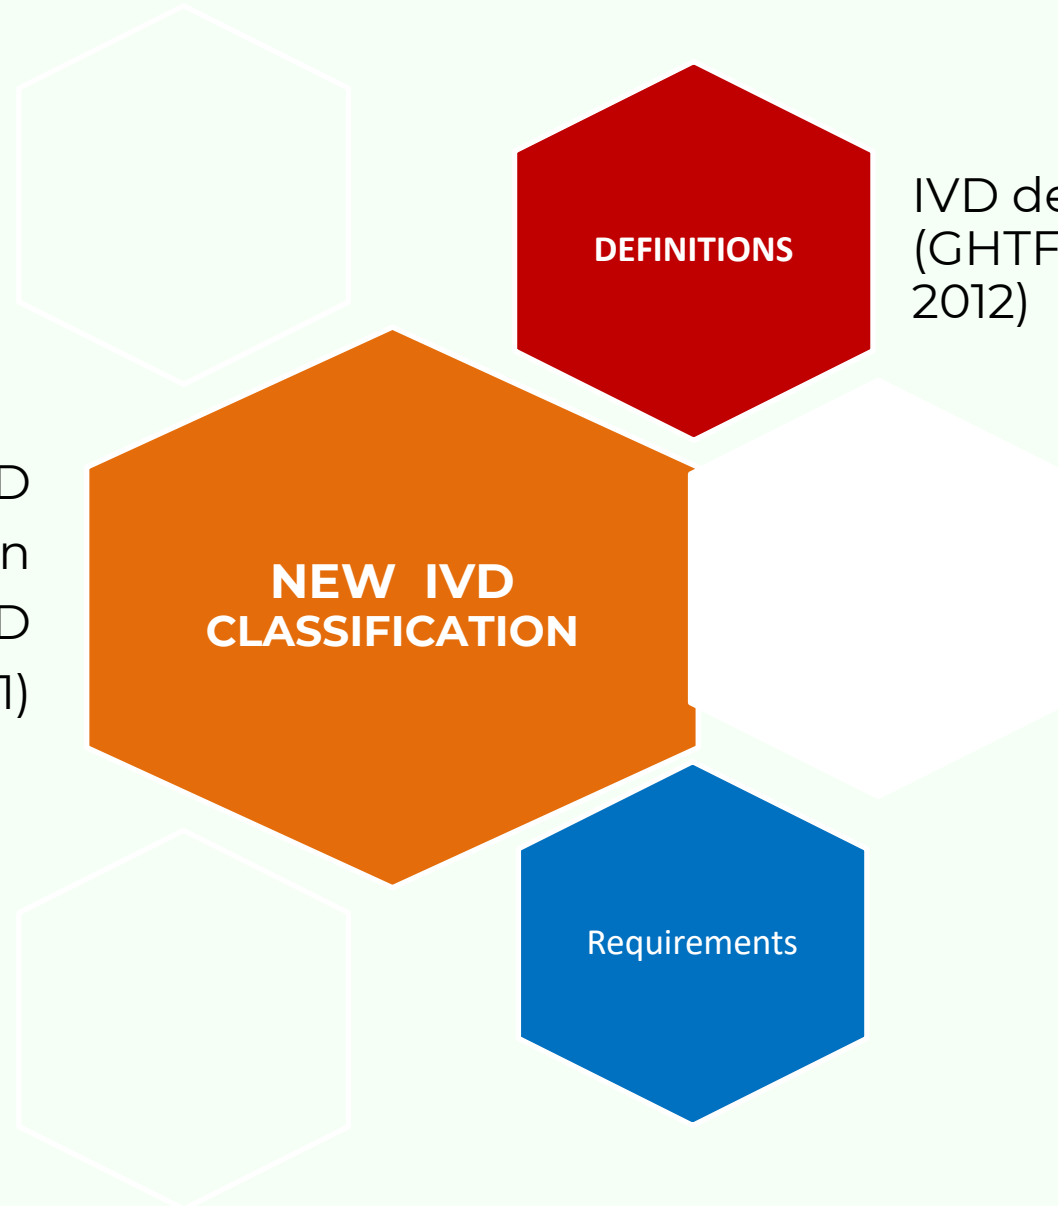 DEFINITIONS
IVD de
(GHTF
2012)
D
n
D
1)
NEW IVD
CLASSIFICATION
Requirements